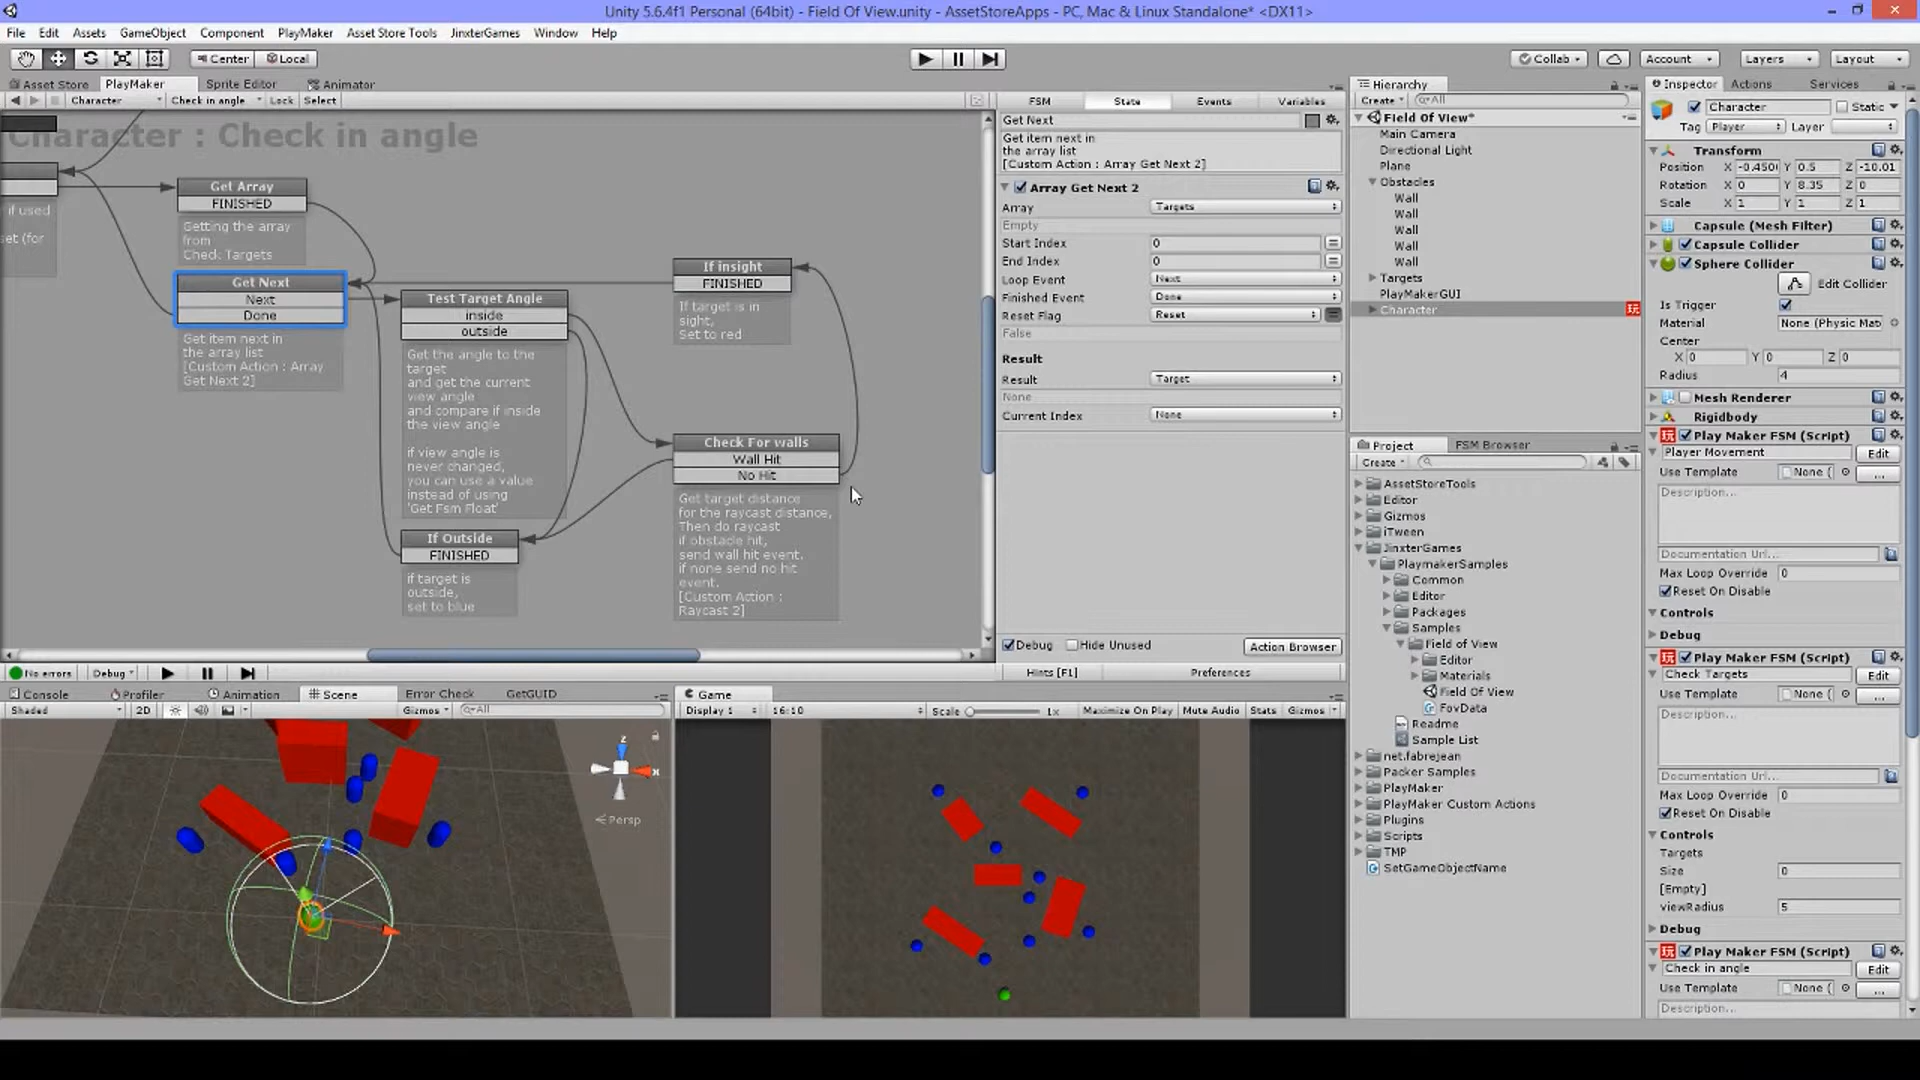 Unity 5.6.4f1 Personal (64bit) - Field Of View.unity - AssetStoreApps - PC, Mac & Linux Standalone* <DX11>
File Edit Assets GameObject Component PlayMaker Asset Store Tools JinxterGames Window Help
Center Local Collab Account Layers Layout
Asset Store PlayMaker Sprite Editor Animator
Character Check in angle Lock Select
Character : Check in angle
if used
set (for
Get Array
FINISHED
Getting the array
from
Check Targets
Get Next
Next
Done
Get item next in
the array list
[Custom Action : Array
Get Next 2]
Test Target Angle
inside
outside
Get the angle to the
target
and get the current
view angle
and compare if inside
the view angle
if view angle is
never changed,
you can use a value
instead of using
'Get Fsm Float'
If Outside
FINISHED
if target is
outside,
set to blue
If insight
FINISHED
If target is in
sight,
Set to red
Check For walls
Wall Hit
No Hit
Get target distance
for the raycast distance,
Then do raycast
if obstacle hit,
send wall hit event.
if none send no hit
event.
[Custom Action :
Raycast 2]
No errors Debug
FSM State Events Variables
Get Next
Get item next in
the array list
[Custom Action : Array Get Next 2]
Array Get Next 2
Array Targets
Empty
Start Index 0
End Index 0
Loop Event Next
Finished Event Done
Reset Flag Reset
False
Result
Result Target
None
Current Index None
Debug Hide Unused Action Browser
Hints [F1] Preferences
Console Profiler Animation Scene Error Check GetGUID
Shaded 2D Gizmos All
z
x
Persp
Game
Display 1 16:10 Scale 1x Maximize On Play Mute Audio Stats Gizmos
Hierarchy
Create All
Field Of View*
Main Camera
Directional Light
Plane
Obstacles
Wall
Wall
Wall
Wall
Wall
Targets
PlayMakerGUI
Character
Project FSM Browser
Create
AssetStoreTools
Editor
Gizmos
iTween
JinxterGames
PlaymakerSamples
Common
Editor
Packages
Samples
Field of View
Editor
Materials
Field Of View
FovData
Readme
Sample List
net.fabrejean
Packer Samples
PlayMaker
PlayMaker Custom Actions
Plugins
Scripts
TMP
SetGameObjectName
Inspector Actions Services
Character Static
Tag Player Layer
Transform
Position X -0.450 Y 0.5 Z -10.01
Rotation X 0 Y 8.35 Z 0
Scale X 1 Y 1 Z 1
Capsule (Mesh Filter)
Capsule Collider
Sphere Collider
Edit Collider
Is Trigger
Material None (Physic Mat
Center
X 0 Y 0 Z 0
Radius 4
Mesh Renderer
Rigidbody
Play Maker FSM (Script)
Player Movement Edit
Use Template None ( ...
Description...
Documentation Url...
Max Loop Override 0
Reset On Disable
Controls
Debug
Play Maker FSM (Script)
Check Targets Edit
Use Template None ( ...
Description...
Documentation Url...
Max Loop Override 0
Reset On Disable
Controls
Targets
Size 0
[Empty]
viewRadius 5
Debug
Play Maker FSM (Script)
Check in angle Edit
Use Template None ( ...
Description...